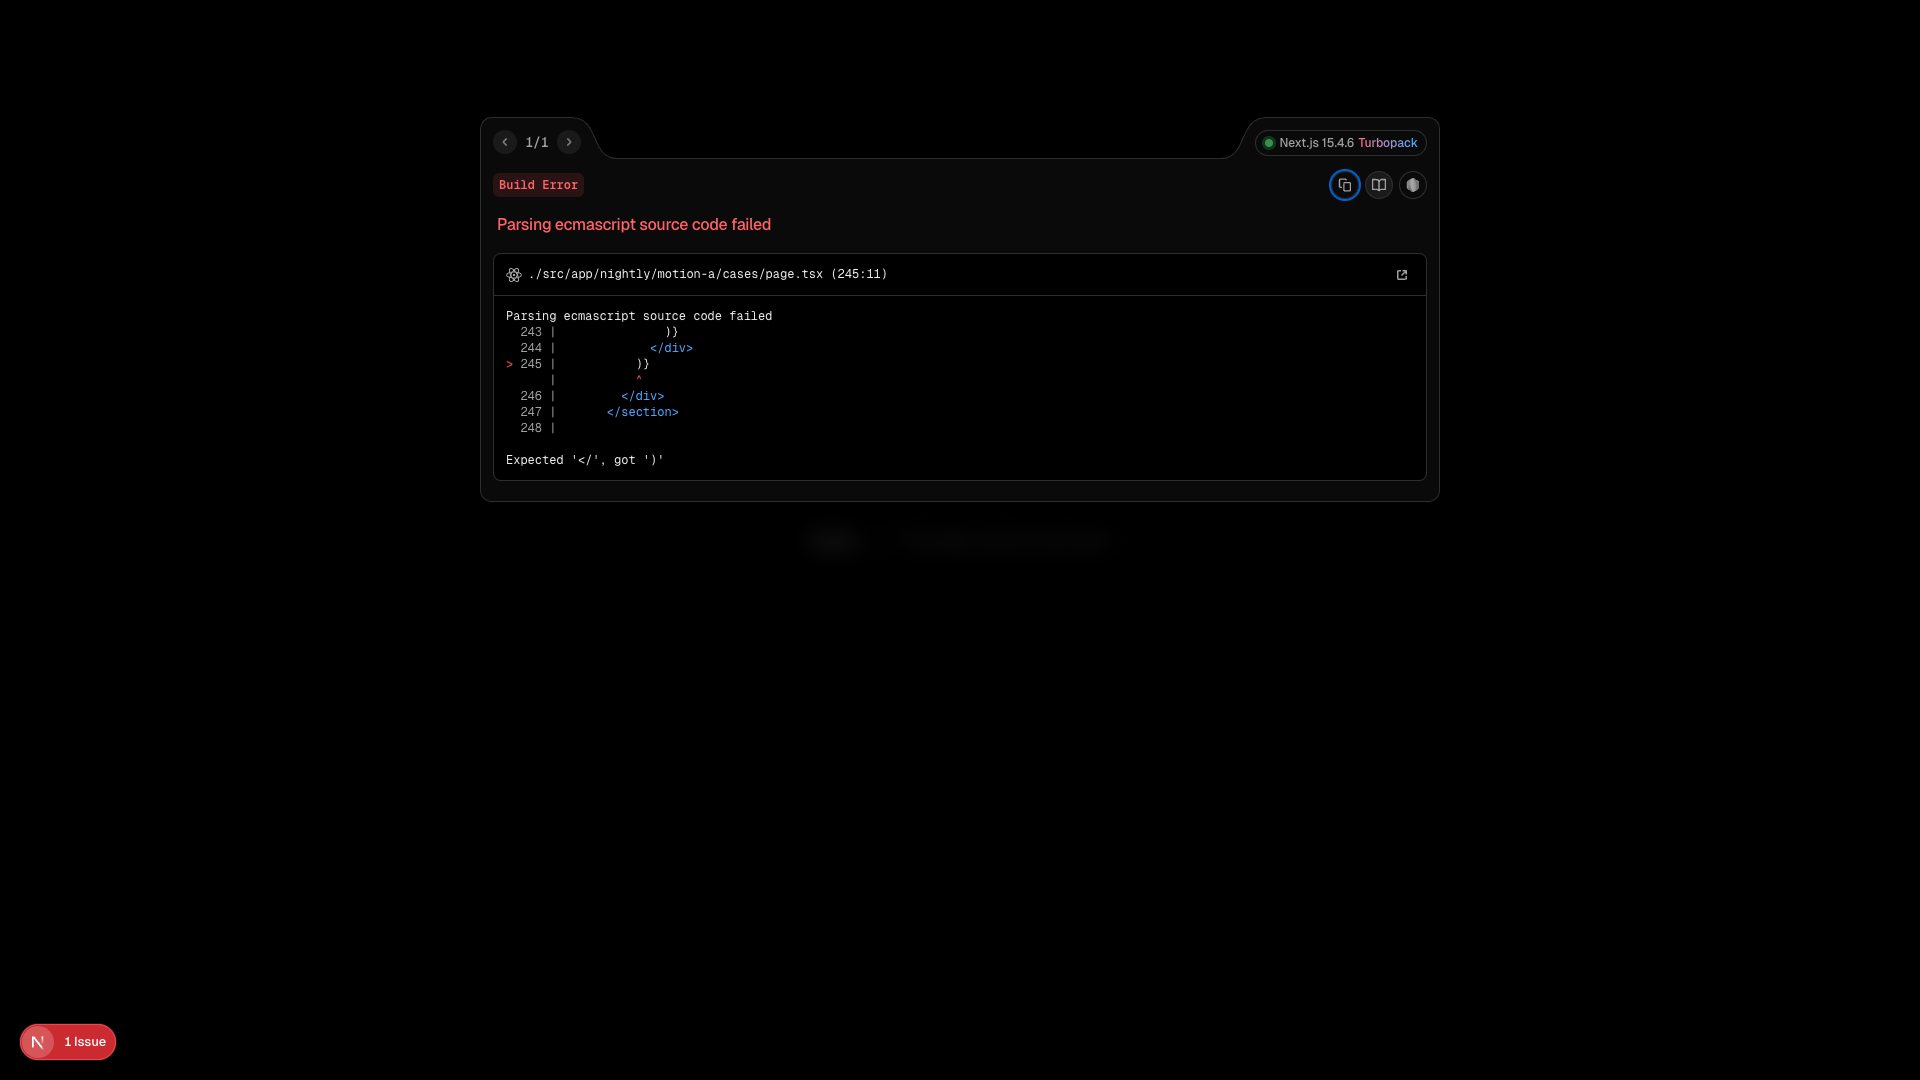 1/1
Next.js 15.4.6 Turbopack
Build Error
Parsing ecmascript source code failed
./src/app/nightly/motion-a/cases/page.tsx (245:11)
Parsing ecmascript source code failed
  243 |               )}
  244 |             </div>
> 245 |           )}
      |           ^
  246 |         </div>
  247 |       </section>
  248 |
Expected '</', got ')'
N
1 Issue